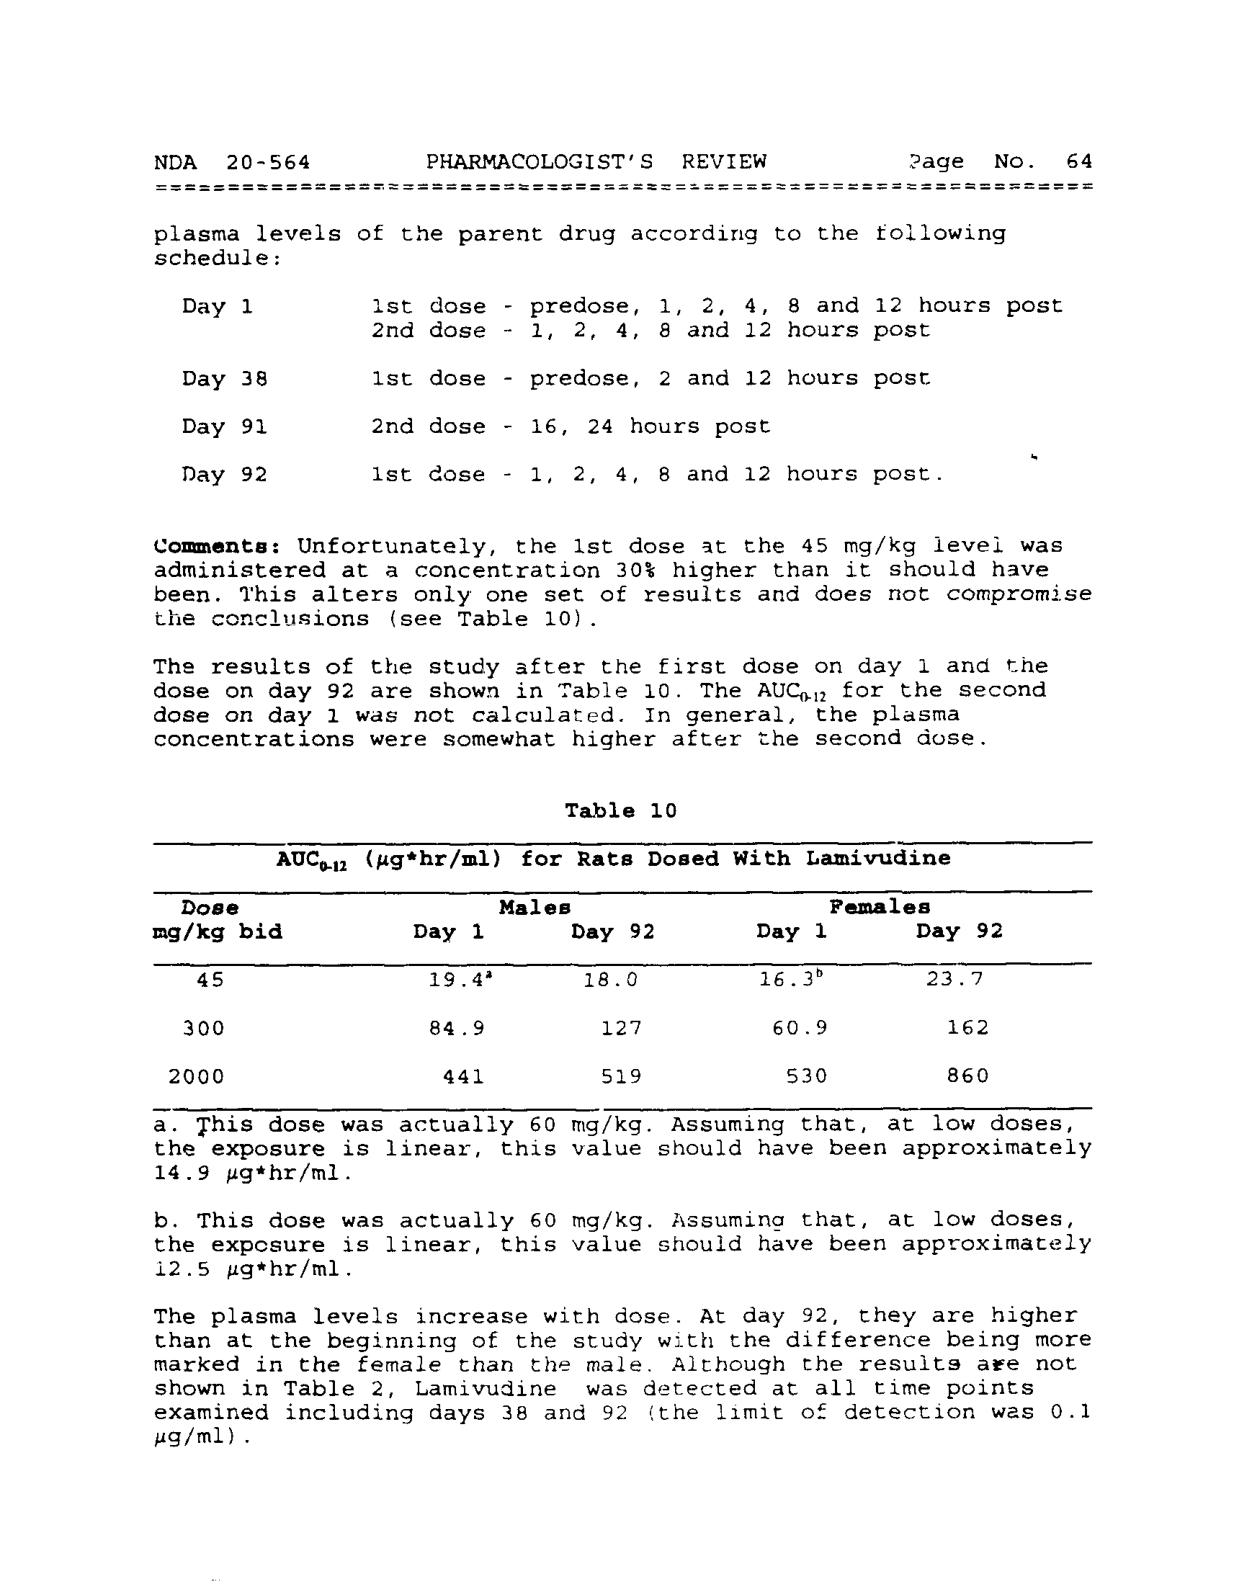 NDA 20-564 PHARMACOLOGIST'S REVIEW Page No. 64
=================================================================
plasma levels of the parent drug according to the following
schedule:
Day 1 1st dose - predose, 1, 2, 4, 8 and 12 hours post
2nd dose - 1, 2, 4, 8 and 12 hours post
Day 38 1st dose - predose, 2 and 12 hours post
Day 91 2nd dose - 16, 24 hours post
Day 92 1st dose - 1, 2, 4, 8 and 12 hours post.
Comments: Unfortunately, the 1st dose at the 45 mg/kg level was
administered at a concentration 30% higher than it should have
been. This alters only one set of results and does not compromise
the conclusions (see Table 10).
The results of the study after the first dose on day 1 and the
dose on day 92 are shown in Table 10. The AUC0-12 for the second
dose on day 1 was not calculated. In general, the plasma
concentrations were somewhat higher after the second dose.
Table 10
AUC0-12 (µg*hr/ml) for Rats Dosed With Lamivudine
Dose Males Females
mg/kg bid Day 1 Day 92 Day 1 Day 92
45 19.4a 18.0 16.3b 23.7
300 84.9 127 60.9 162
2000 441 519 530 860
a. This dose was actually 60 mg/kg. Assuming that, at low doses,
the exposure is linear, this value should have been approximately
14.9 µg*hr/ml.
b. This dose was actually 60 mg/kg. Assuming that, at low doses,
the exposure is linear, this value should have been approximately
12.5 µg*hr/ml.
The plasma levels increase with dose. At day 92, they are higher
than at the beginning of the study with the difference being more
marked in the female than the male. Although the results are not
shown in Table 2, Lamivudine was detected at all time points
examined including days 38 and 92 (the limit of detection was 0.1
µg/ml).